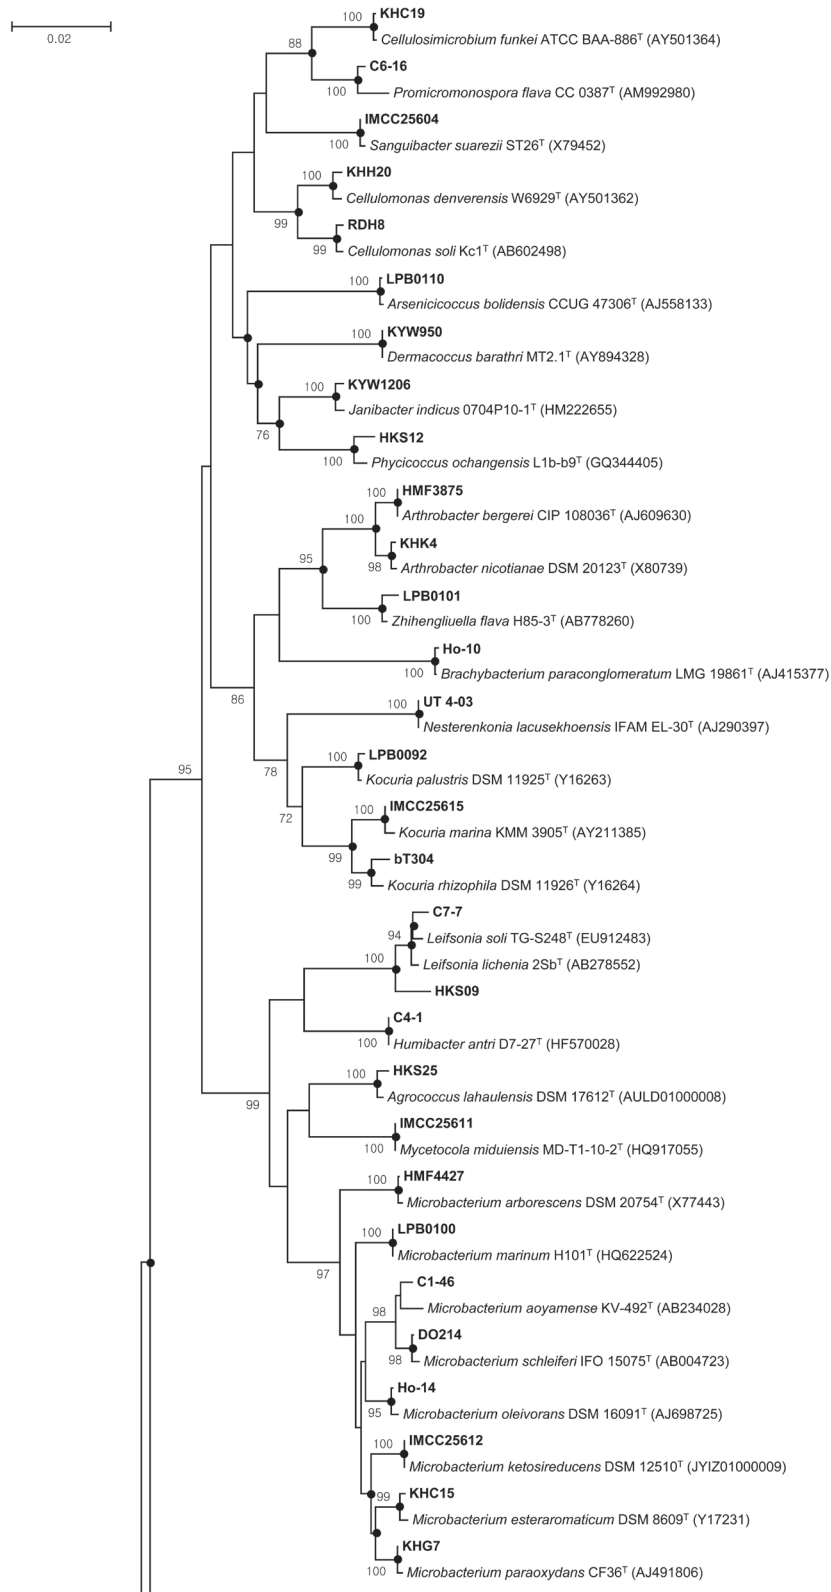 100
KHC19
0.02
88
Cellulosimicrobium funkei ATCC BAA-886ᵀ (AY501364)
C6-16
100
Promicromonospora flava CC 0387ᵀ (AM992980)
IMCC25604
100
Sanguibacter suarezii ST26ᵀ (X79452)
100
KHH20
Cellulomonas denverensis W6929ᵀ (AY501362)
99
RDH8
99
Cellulomonas soli Kc1ᵀ (AB602498)
100
LPB0110
Arsenicicoccus bolidensis CCUG 47306ᵀ (AJ558133)
100
KYW950
Dermacoccus barathri MT2.1ᵀ (AY894328)
100
KYW1206
Janibacter indicus 0704P10-1ᵀ (HM222655)
76
HKS12
100
Phycicoccus ochangensis L1b-b9ᵀ (GQ344405)
100
HMF3875
Arthrobacter bergerei CIP 108036ᵀ (AJ609630)
100
KHK4
95
98
Arthrobacter nicotianae DSM 20123ᵀ (X80739)
LPB0101
100
Zhihengliuella flava H85-3ᵀ (AB778260)
Ho-10
100
Brachybacterium paraconglomeratum LMG 19861ᵀ (AJ415377)
86
100
UT 4-03
Nesterenkonia lacusekhoensis IFAM EL-30ᵀ (AJ290397)
95
78
100
LPB0092
Kocuria palustris DSM 11925ᵀ (Y16263)
72
100
IMCC25615
Kocuria marina KMM 3905ᵀ (AY211385)
99
bT304
99
Kocuria rhizophila DSM 11926ᵀ (Y16264)
C7-7
94
Leifsonia soli TG-S248ᵀ (EU912483)
100
Leifsonia lichenia 2Sbᵀ (AB278552)
HKS09
C4-1
100
Humibacter antri D7-27ᵀ (HF570028)
100
HKS25
99
Agrococcus lahaulensis DSM 17612ᵀ (AULD01000008)
IMCC25611
100
Mycetocola miduiensis MD-T1-10-2ᵀ (HQ917055)
100
HMF4427
Microbacterium arborescens DSM 20754ᵀ (X77443)
100
LPB0100
Microbacterium marinum H101ᵀ (HQ622524)
97
C1-46
98
Microbacterium aoyamense KV-492ᵀ (AB234028)
DO214
98
Microbacterium schleiferi IFO 15075ᵀ (AB004723)
Ho-14
95
Microbacterium oleivorans DSM 16091ᵀ (AJ698725)
100
IMCC25612
Microbacterium ketosireducens DSM 12510ᵀ (JYIZ01000009)
99
KHC15
Microbacterium esteraromaticum DSM 8609ᵀ (Y17231)
KHG7
100
Microbacterium paraoxydans CF36ᵀ (AJ491806)